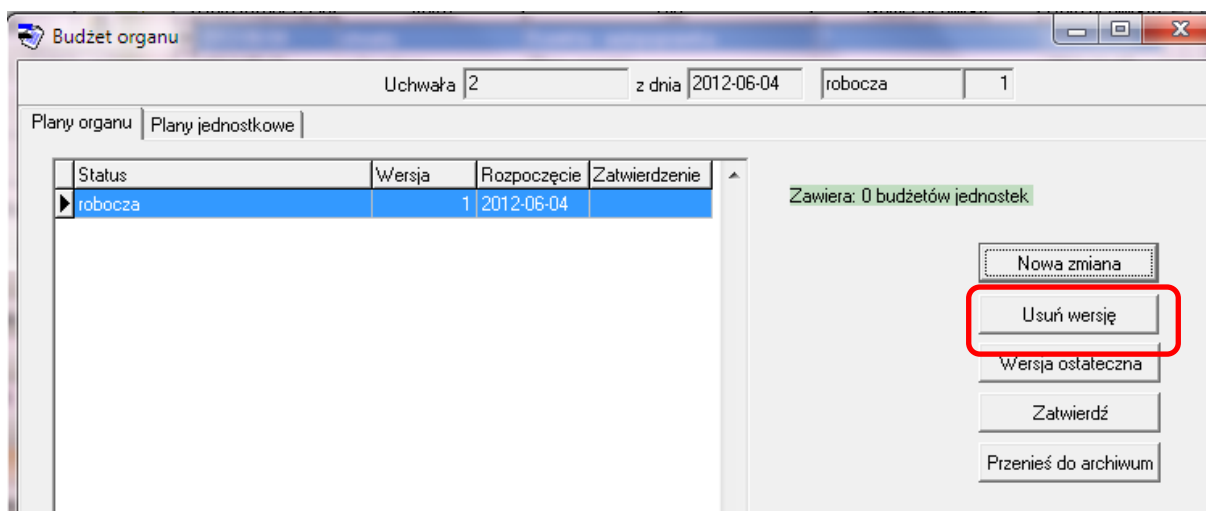 Budżet organu
Uchwała 2 z dnia 2012-06-04 robocza 1
Plany organu Plany jednostkowe
Status Wersja Rozpoczęcie Zatwierdzenie
robocza 1 2012-06-04
Zawiera: 0 budżetów jednostek
Nowa zmiana
Usuń wersję
Wersja ostateczna
Zatwierdź
Przenieś do archiwum